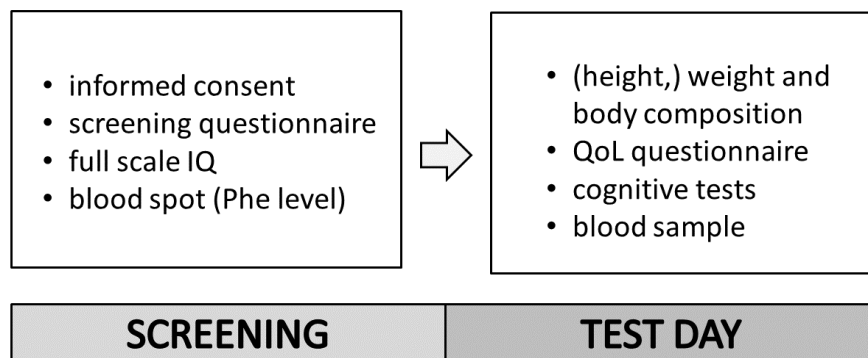 • informed consent
• screening questionnaire
• full scale IQ
• blood spot (Phe level)
• (height,) weight and
body composition
• QoL questionnaire
• cognitive tests
• blood sample
SCREENING
TEST DAY